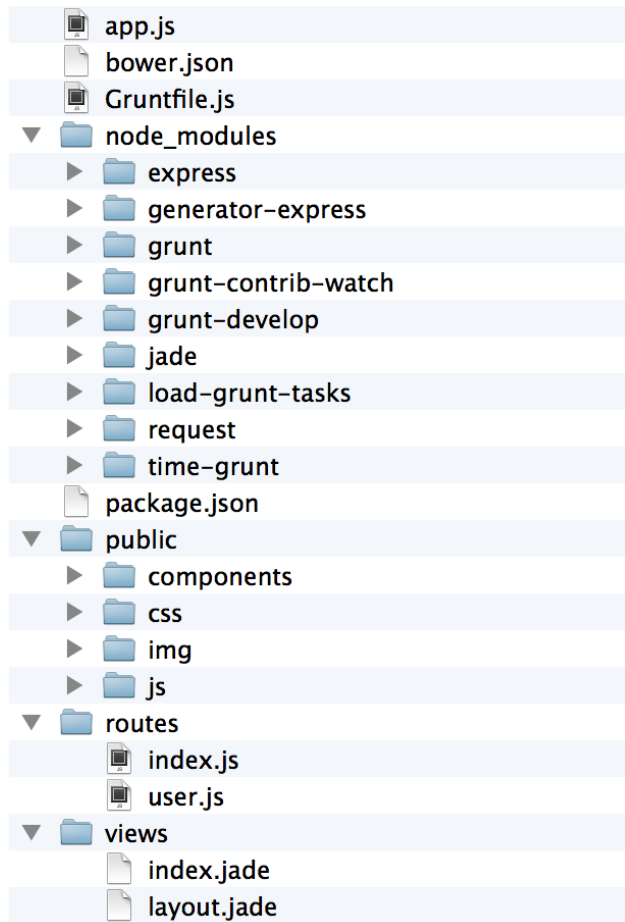 app.js
bower.json
Gruntfile.js
node_modules
express
generator-express
grunt
grunt-contrib-watch
grunt-develop
jade
load-grunt-tasks
request
time-grunt
package.json
public
components
css
img
js
routes
index.js
user.js
views
index.jade
layout.jade